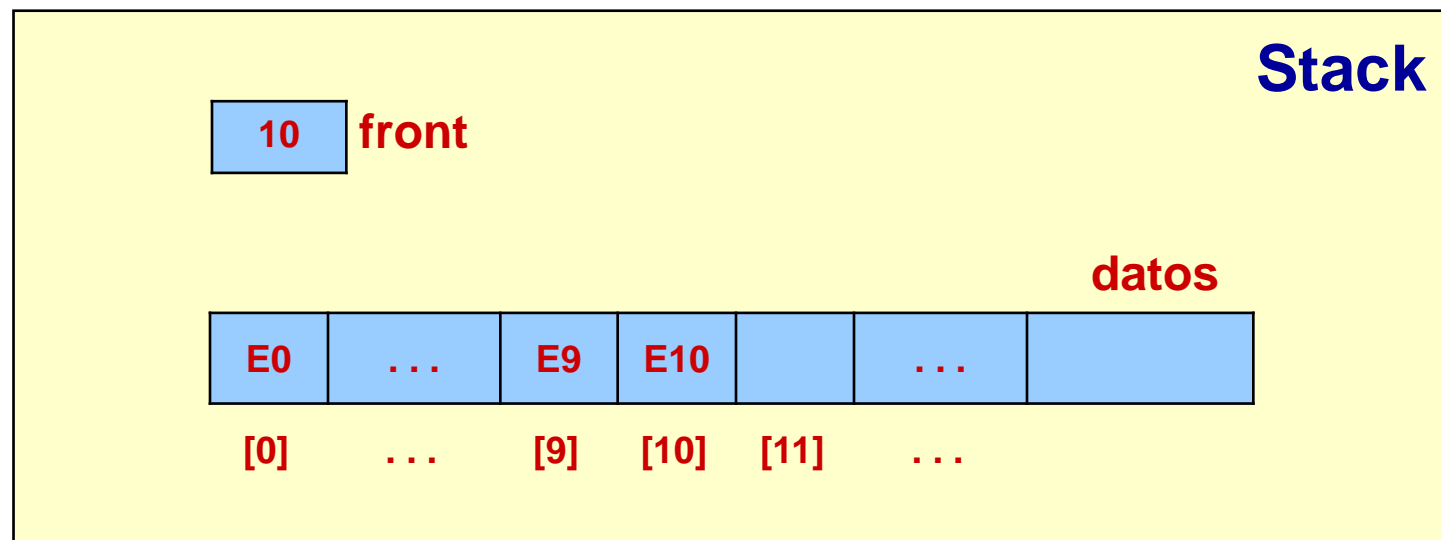 Stack
10 front
datos
E0 . . . E9 E10 . . .
[0] . . . [9] [10] [11] . . .